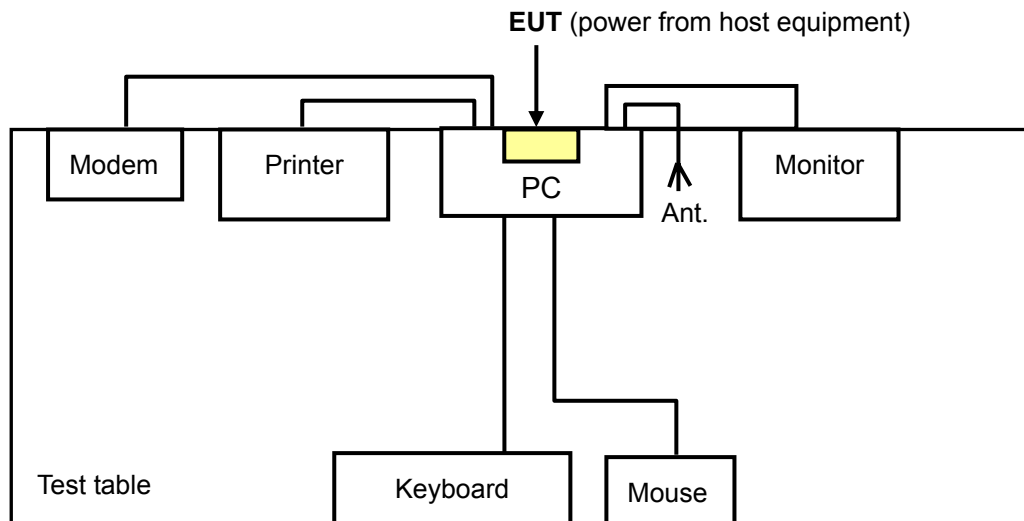 EUT (power from host equipment)
Modem
Printer
PC
Ant.
Monitor
Test table
Keyboard
Mouse